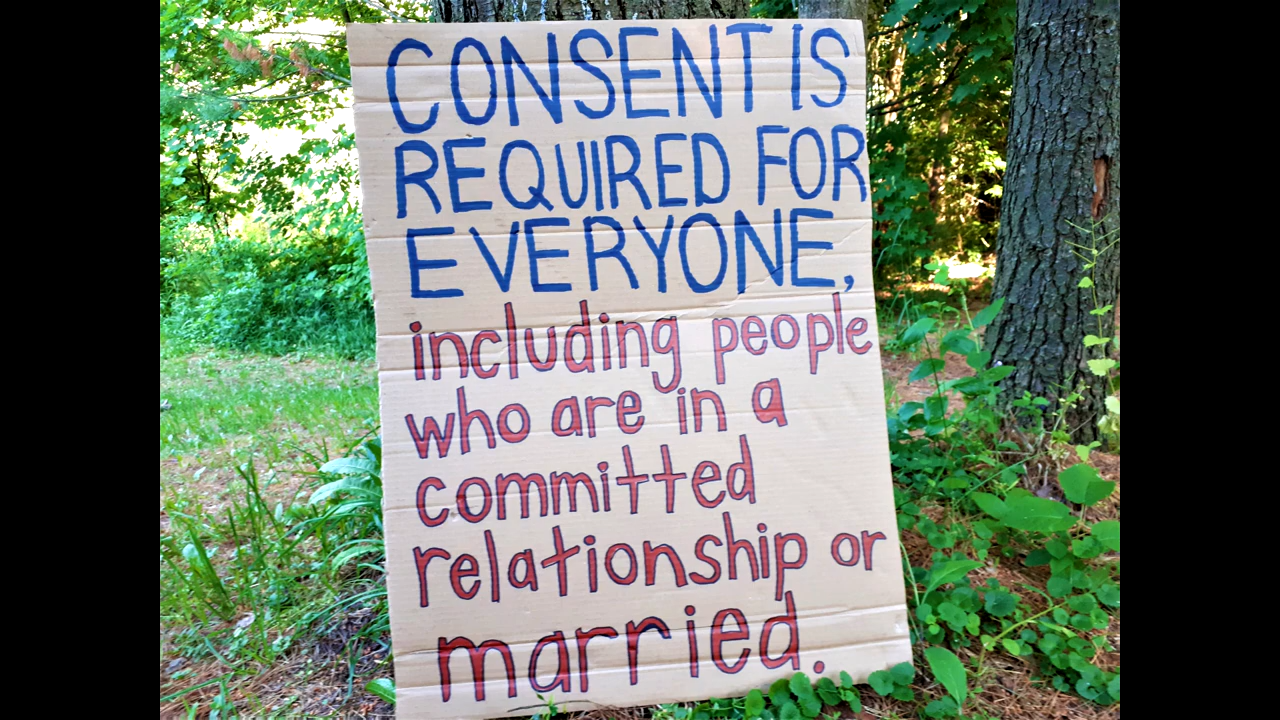 CONSENT IS
REQUIRED FOR
EVERYONE,
including people
who are in a
committed
relationship or
married.